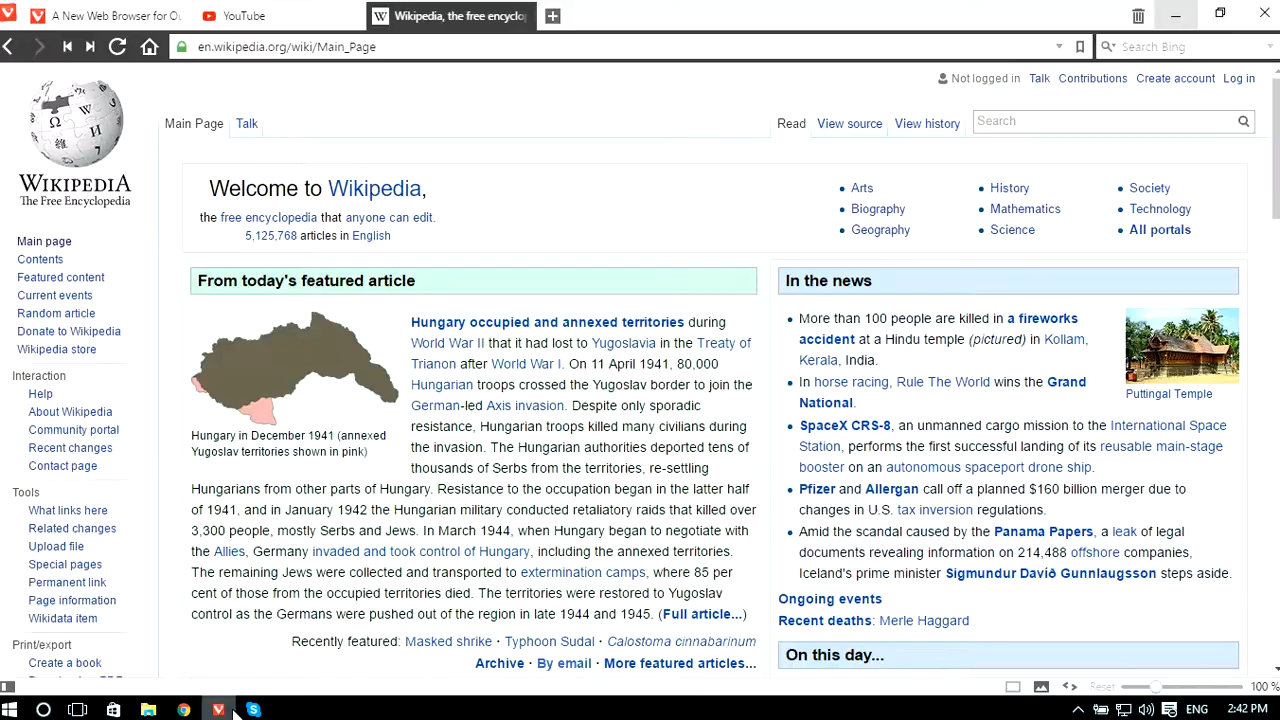 A New Web Browser for Ou
YouTube
Wikipedia, the free encyclo
en.wikipedia.org/wiki/Main_Page
Search Bing
Not logged in Talk Contributions Create account Log in
Main Page Talk
Read View source View history
Search
WIKIPEDIA
The Free Encyclopedia
Main page
Contents
Featured content
Current events
Random article
Donate to Wikipedia
Wikipedia store
Interaction
Help
About Wikipedia
Community portal
Recent changes
Contact page
Tools
What links here
Related changes
Upload file
Special pages
Permanent link
Page information
Wikidata item
Print/export
Create a book
Welcome to Wikipedia,
the free encyclopedia that anyone can edit.
5,125,768 articles in English
Arts
Biography
Geography
History
Mathematics
Science
Society
Technology
All portals
From today's featured article
Hungary in December 1941 (annexed
Yugoslav territories shown in pink)
Hungary occupied and annexed territories during
World War II that it had lost to Yugoslavia in the Treaty of
Trianon after World War I. On 11 April 1941, 80,000
Hungarian troops crossed the Yugoslav border to join the
German-led Axis invasion. Despite only sporadic
resistance, Hungarian troops killed many civilians during
the invasion. The Hungarian authorities deported tens of
thousands of Serbs from the territories, re-settling
Hungarians from other parts of Hungary. Resistance to the occupation began in the latter half
of 1941, and in January 1942 the Hungarian military conducted retaliatory raids that killed over
3,300 people, mostly Serbs and Jews. In March 1944, when Hungary began to negotiate with
the Allies, Germany invaded and took control of Hungary, including the annexed territories.
The remaining Jews were collected and transported to extermination camps, where 85 per
cent of those from the occupied territories died. The territories were restored to Yugoslav
control as the Germans were pushed out of the region in late 1944 and 1945. (Full article...)
Recently featured: Masked shrike · Typhoon Sudal · Calostoma cinnabarinum
Archive · By email · More featured articles...
In the news
More than 100 people are killed in a fireworks
accident at a Hindu temple (pictured) in Kollam,
Kerala, India.
In horse racing, Rule The World wins the Grand
National.
Puttingal Temple
SpaceX CRS-8, an unmanned cargo mission to the International Space
Station, performs the first successful landing of its reusable main-stage
booster on an autonomous spaceport drone ship.
Pfizer and Allergan call off a planned $160 billion merger due to
changes in U.S. tax inversion regulations.
Amid the scandal caused by the Panama Papers, a leak of legal
documents revealing information on 214,488 offshore companies,
Iceland's prime minister Sigmundur Davíð Gunnlaugsson steps aside.
Ongoing events
Recent deaths: Merle Haggard
On this day...
Reset
100 %
ENG
2:42 PM